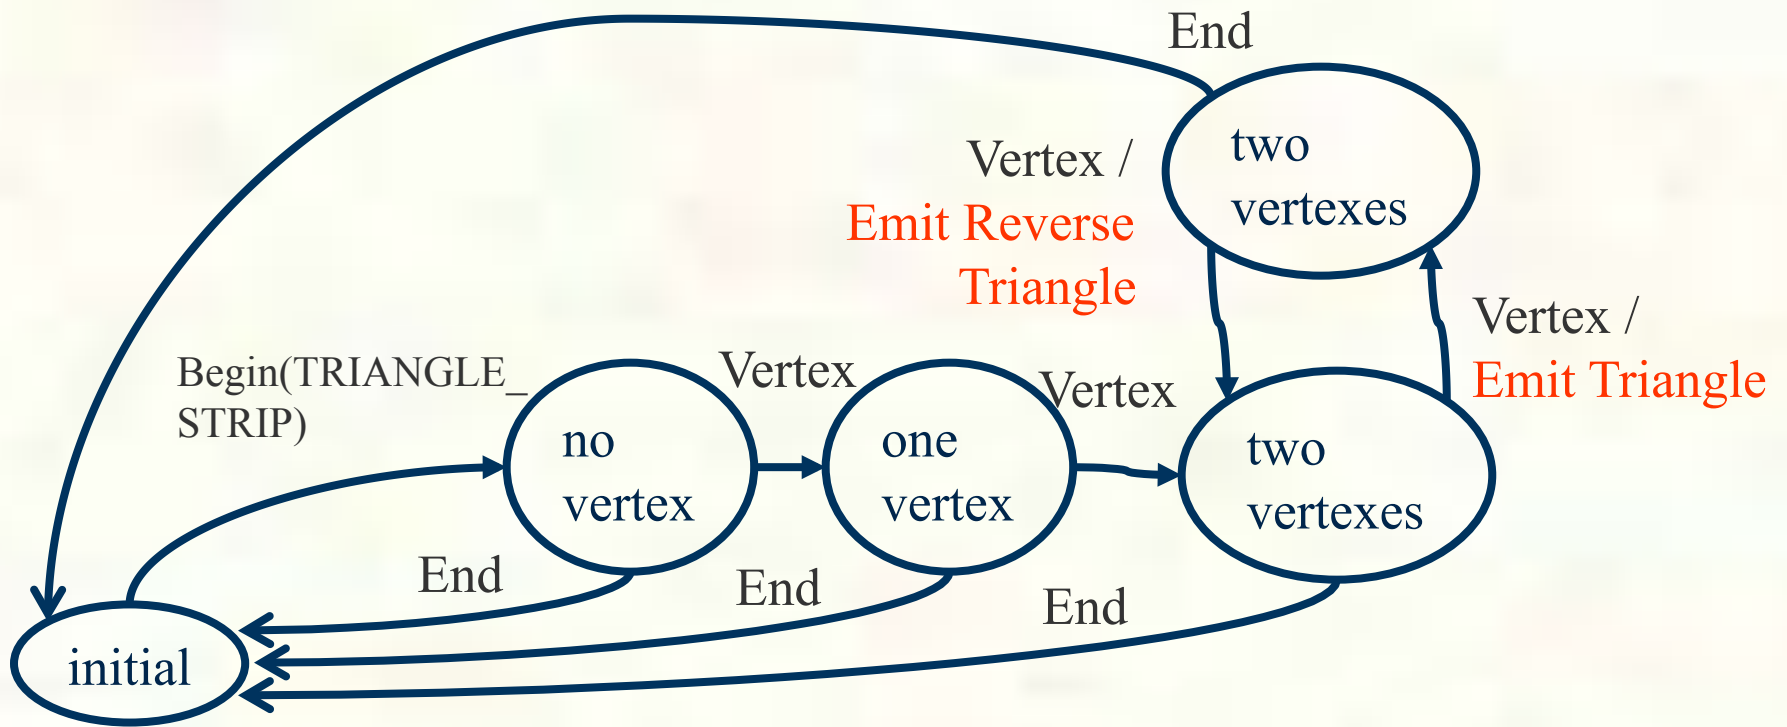 End
two
vertexes
Vertex /
Emit Reverse
Triangle
Vertex /
Emit Triangle
Begin(TRIANGLE_
STRIP)
Vertex
Vertex
no
vertex
one
vertex
two
vertexes
End
End
End
initial